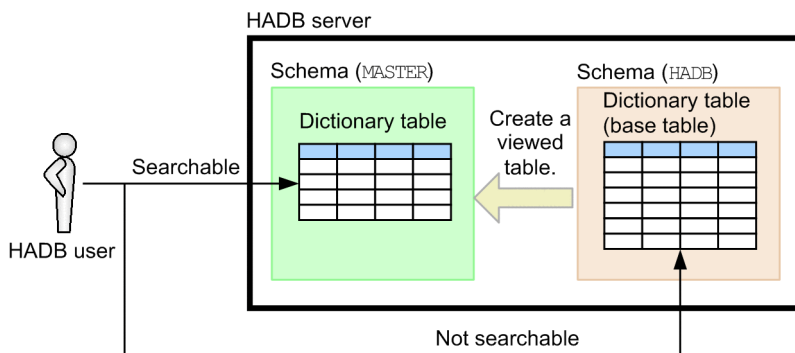 HADB server
Schema (MASTER)
Dictionary table
Schema (HADB)
Dictionary table
(base table)
Create a
viewed
table.
Searchable
HADB user
Not searchable